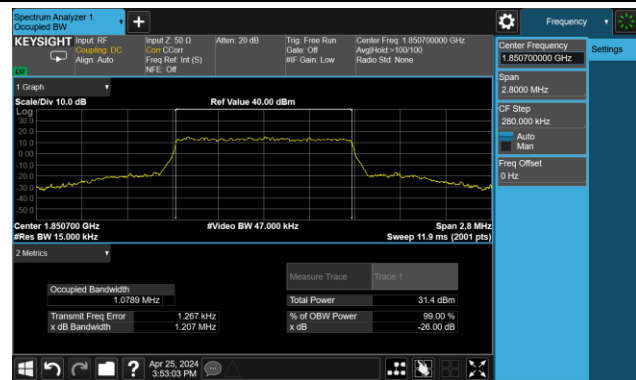 Spectrum Analyzer 1
Occupied BW
Frequency
KEYSIGHT
Input: RF
Coupling: DC
Align: Auto
Input Z: 50 Ω
Corr CCorr
Freq Ref: Int (S)
NFE: Off
Atten: 20 dB
Trig: Free Run
Gate: Off
#IF Gain: Low
Center Freq: 1.850700000 GHz
Avg|Hold:>100/100
Radio Std: None
Center Frequency
1.850700000 GHz
Settings
Span
2.8000 MHz
CF Step
280.000 kHz
Auto
Man
Freq Offset
0 Hz
1 Graph
Scale/Div 10.0 dB
Ref Value 40.00 dBm
Log
30.0
20.0
10.0
0.00
-10.0
-20.0
-30.0
-40.0
-50.0
Center 1.850700 GHz
#Video BW 47.000 kHz
Span 2.8 MHz
#Res BW 15.000 kHz
Sweep 11.9 ms (2001 pts)
2 Metrics
Measure Trace
Trace 1
Occupied Bandwidth
1.0789 MHz
Total Power
31.4 dBm
Transmit Freq Error
1.267 kHz
% of OBW Power
99.00 %
x dB Bandwidth
1.207 MHz
x dB
-26.00 dB
Apr 25, 2024
3:53:03 PM